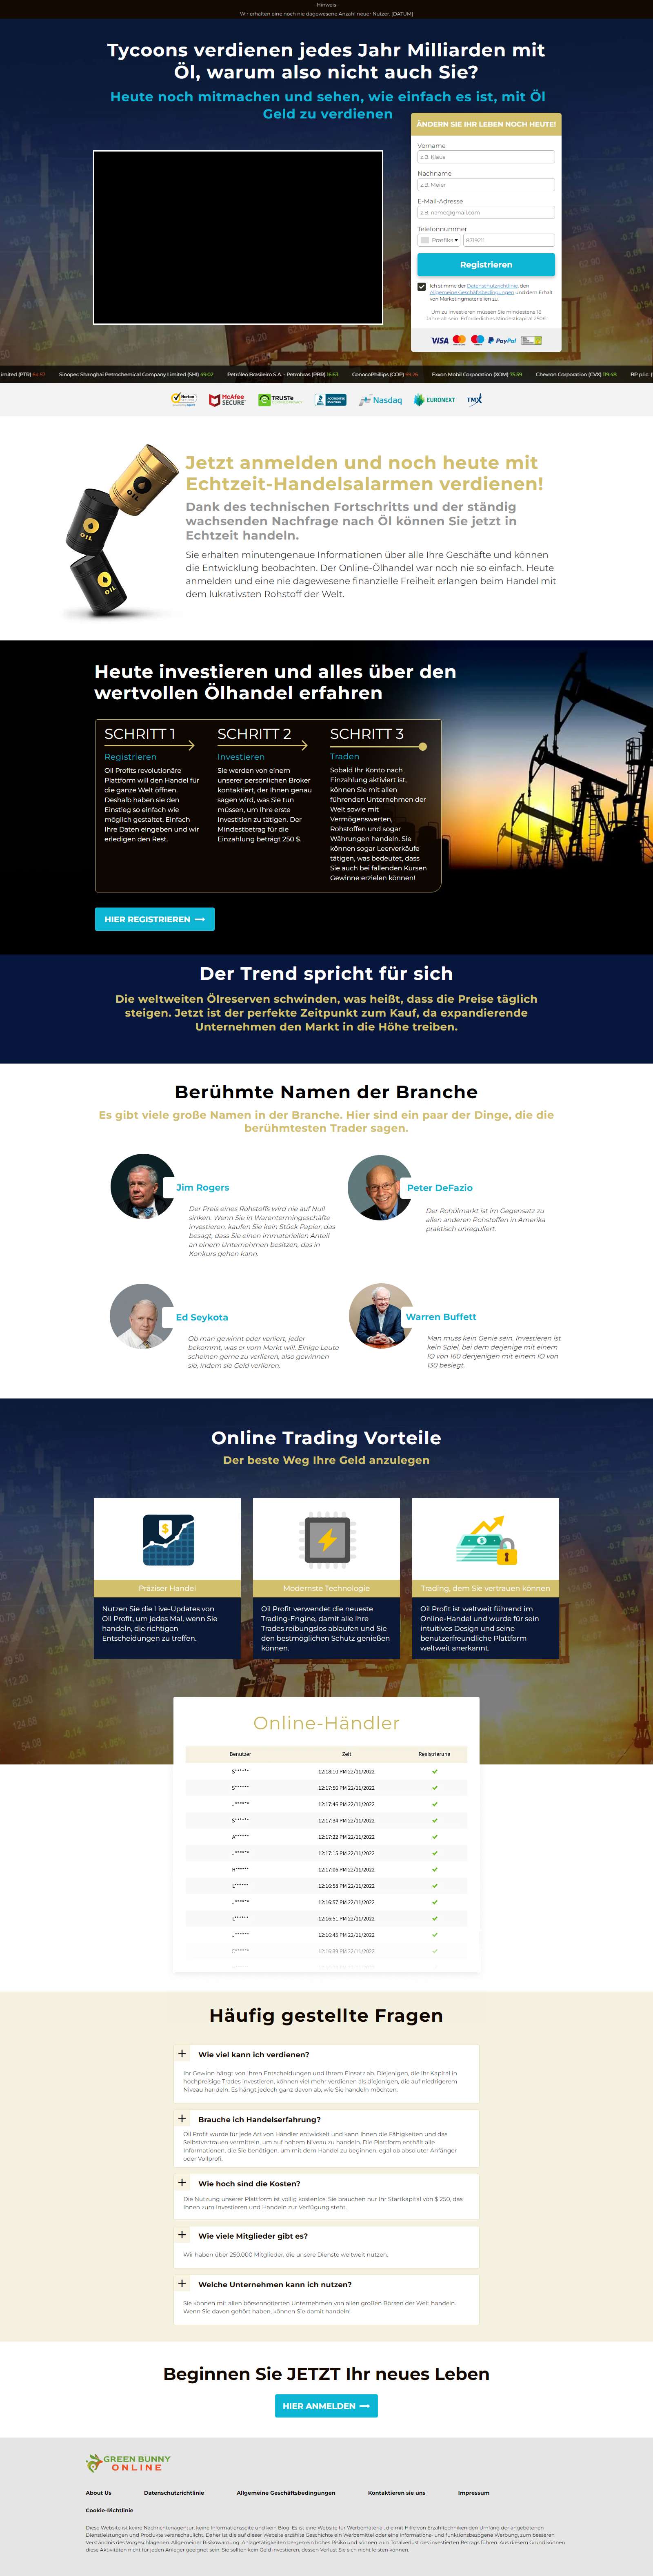 –Hinweis–
Wir erhalten eine noch nie dagewesene Anzahl neuer Nutzer. [DATUM]
Tycoons verdienen jedes Jahr Milliarden mit
Öl, warum also nicht auch Sie?
Heute noch mitmachen und sehen, wie einfach es ist, mit Öl
Geld zu verdienen
ÄNDERN SIE IHR LEBEN NOCH HEUTE!
Vorname
z.B. Klaus
Nachname
z.B. Meier
E-Mail-Adresse
z.B. name@gmail.com
Telefonnummer
Præfiks
Registrieren
Ich stimme der Datenschutzrichtlinie, den
Allgemeine Geschäftsbedingungen und dem Erhalt
von Marketingmaterialien zu.
Um zu investieren müssen Sie mindestens 18
Jahre alt sein. Erforderliches Mindestkapital 250€
VISA PayPal
(PTR) 64.07 Sinopec Shanghai Petrochemical Company Limited (SHI) 49.02 Petróleo Brasileiro S.A. - Petrobras (PBR) 16.63 ConocoPhillips (COP) 69.26 Exxon Mobil Corporation (XOM) 75.59 Chevron Corporation (CVX) 119.48 BP p.l.c.
Norton McAfee SECURE TRUSTe ACCREDITED BUSINESS Nasdaq EURONEXT TMX
Jetzt anmelden und noch heute mit
Echtzeit-Handelsalarmen verdienen!
Dank des technischen Fortschritts und der ständig
wachsenden Nachfrage nach Öl können Sie jetzt in
Echtzeit handeln.
Sie erhalten minutengenaue Informationen über alle Ihre Geschäfte und können
die Entwicklung beobachten. Der Online-Ölhandel war noch nie so einfach. Heute
anmelden und eine nie dagewesene finanzielle Freiheit erlangen beim Handel mit
dem lukrativsten Rohstoff der Welt.
OIL
OIL
OIL
Heute investieren und alles über den
wertvollen Ölhandel erfahren
SCHRITT 1
Registrieren
Oil Profits revolutionäre
Plattform will den Handel für
die ganze Welt öffnen.
Deshalb haben sie den
Einstieg so einfach wie
möglich gestaltet. Einfach
Ihre Daten eingeben und wir
erledigen den Rest.
SCHRITT 2
Investieren
Sie werden von einem
unserer persönlichen Broker
kontaktiert, der Ihnen genau
sagen wird, was Sie tun
müssen, um Ihre erste
Investition zu tätigen. Der
Mindestbetrag für die
Einzahlung beträgt 250 $.
SCHRITT 3
Traden
Sobald Ihr Konto nach
Einzahlung aktiviert ist,
können Sie mit allen
führenden Unternehmen der
Welt sowie mit
Vermögenswerten,
Rohstoffen und sogar
Währungen handeln. Sie
können sogar Leerverkäufe
tätigen, was bedeutet, dass
Sie auch bei fallenden Kursen
Gewinne erzielen können!
HIER REGISTRIEREN
Der Trend spricht für sich
Die weltweiten Ölreserven schwinden, was heißt, dass die Preise täglich
steigen. Jetzt ist der perfekte Zeitpunkt zum Kauf, da expandierende
Unternehmen den Markt in die Höhe treiben.
Berühmte Namen der Branche
Es gibt viele große Namen in der Branche. Hier sind ein paar der Dinge, die die
berühmtesten Trader sagen.
Jim Rogers
Der Preis eines Rohstoffs wird nie auf Null
sinken. Wenn Sie in Warentermingeschäfte
investieren, kaufen Sie kein Stück Papier, das
besagt, dass Sie einen immateriellen Anteil
an einem Unternehmen besitzen, das in
Konkurs gehen kann.
Peter DeFazio
Der Rohölmarkt ist im Gegensatz zu
allen anderen Rohstoffen in Amerika
praktisch unreguliert.
Ed Seykota
Ob man gewinnt oder verliert, jeder
bekommt, was er vom Markt will. Einige Leute
scheinen gerne zu verlieren, also gewinnen
sie, indem sie Geld verlieren.
Warren Buffett
Man muss kein Genie sein. Investieren ist
kein Spiel, bei dem derjenige mit einem
IQ von 160 denjenigen mit einem IQ von
130 besiegt.
Online Trading Vorteile
Der beste Weg Ihre Geld anzulegen
Präziser Handel
Nutzen Sie die Live-Updates von
Oil Profit, um jedes Mal, wenn Sie
handeln, die richtigen
Entscheidungen zu treffen.
Modernste Technologie
Oil Profit verwendet die neueste
Trading-Engine, damit alle Ihre
Trades reibungslos ablaufen und Sie
den bestmöglichen Schutz genießen
können.
Trading, dem Sie vertrauen können
Oil Profit ist weltweit führend im
Online-Handel und wurde für sein
intuitives Design und seine
benutzerfreundliche Plattform
weltweit anerkannt.
Online-Händler
Benutzer Zeit Registrierung
S****** 12:18:10 PM 22/11/2022
S****** 12:17:56 PM 22/11/2022
J****** 12:17:46 PM 22/11/2022
S****** 12:17:34 PM 22/11/2022
A****** 12:17:22 PM 22/11/2022
J****** 12:17:15 PM 22/11/2022
H****** 12:17:06 PM 22/11/2022
L****** 12:16:58 PM 22/11/2022
J****** 12:16:57 PM 22/11/2022
L****** 12:16:51 PM 22/11/2022
J****** 12:16:45 PM 22/11/2022
C****** 12:16:39 PM 22/11/2022
Häufig gestellte Fragen
Wie viel kann ich verdienen?
Ihr Gewinn hängt von Ihren Entscheidungen und Ihrem Einsatz ab. Diejenigen, die ihr Kapital in
hochpreisige Trades investieren, können viel mehr verdienen als diejenigen, die auf niedrigerem
Niveau handeln. Es hängt jedoch ganz davon ab, wie Sie handeln möchten.
Brauche ich Handelserfahrung?
Oil Profit wurde für jede Art von Händler entwickelt und kann Ihnen die Fähigkeiten und das
Selbstvertrauen vermitteln, um auf hohem Niveau zu handeln. Die Plattform enthält alle
Informationen, die Sie benötigen, um mit dem Handel zu beginnen, egal ob absoluter Anfänger
oder Vollprofi.
Wie hoch sind die Kosten?
Die Nutzung unserer Plattform ist völlig kostenlos. Sie brauchen nur Ihr Startkapital von $ 250, das
Ihnen zum Investieren und Handeln zur Verfügung steht.
Wie viele Mitglieder gibt es?
Wir haben über 250.000 Mitglieder, die unsere Dienste weltweit nutzen.
Welche Unternehmen kann ich nutzen?
Sie können mit allen börsennotierten Unternehmen von allen großen Börsen der Welt handeln.
Wenn Sie davon gehört haben, können Sie damit handeln!
Beginnen Sie JETZT Ihr neues Leben
HIER ANMELDEN
GREEN BUNNY
ONLINE
About Us Datenschutzrichtlinie Allgemeine Geschäftsbedingungen Kontaktieren sie uns Impressum
Cookie-Richtlinie
Diese Website ist keine Nachrichtenagentur, keine Informationsseite und kein Blog. Es ist eine Website für Werbematerial, die mit Hilfe von Erzähltechniken den Umfang der angebotenen
Dienstleistungen und Produkte veranschaulicht. Daher ist die auf dieser Website erzählte Geschichte ein Werbemittel oder eine informations- und funktionsbezogene Werbung, zum besseren
Verständnis des Vorgeschlagenen. Allgemeiner Risikowarnung: Anlagetätigkeiten bergen ein hohes Risiko und können zum Totalverlust des investierten Betrags führen. Aus diesem Grund können
diese Aktivitäten nicht für jeden Anleger geeignet sein. Sie sollten kein Geld investieren, dessen Verlust Sie sich nicht leisten können.